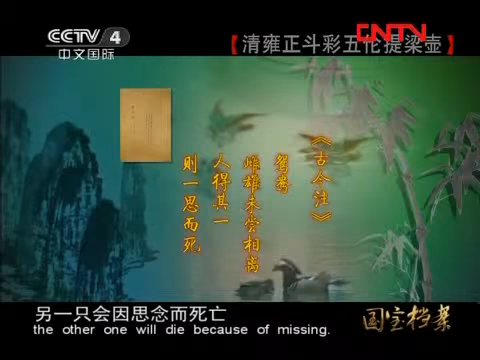 CCTV 4
中文国际
CNTV
【清雍正斗彩五伦提梁壶】
《古今注》
鸳鸯
雌雄未尝相离
人得其一
则一思而死
另一只会因思念而死亡
the other one will die because of missing.
国宝档案